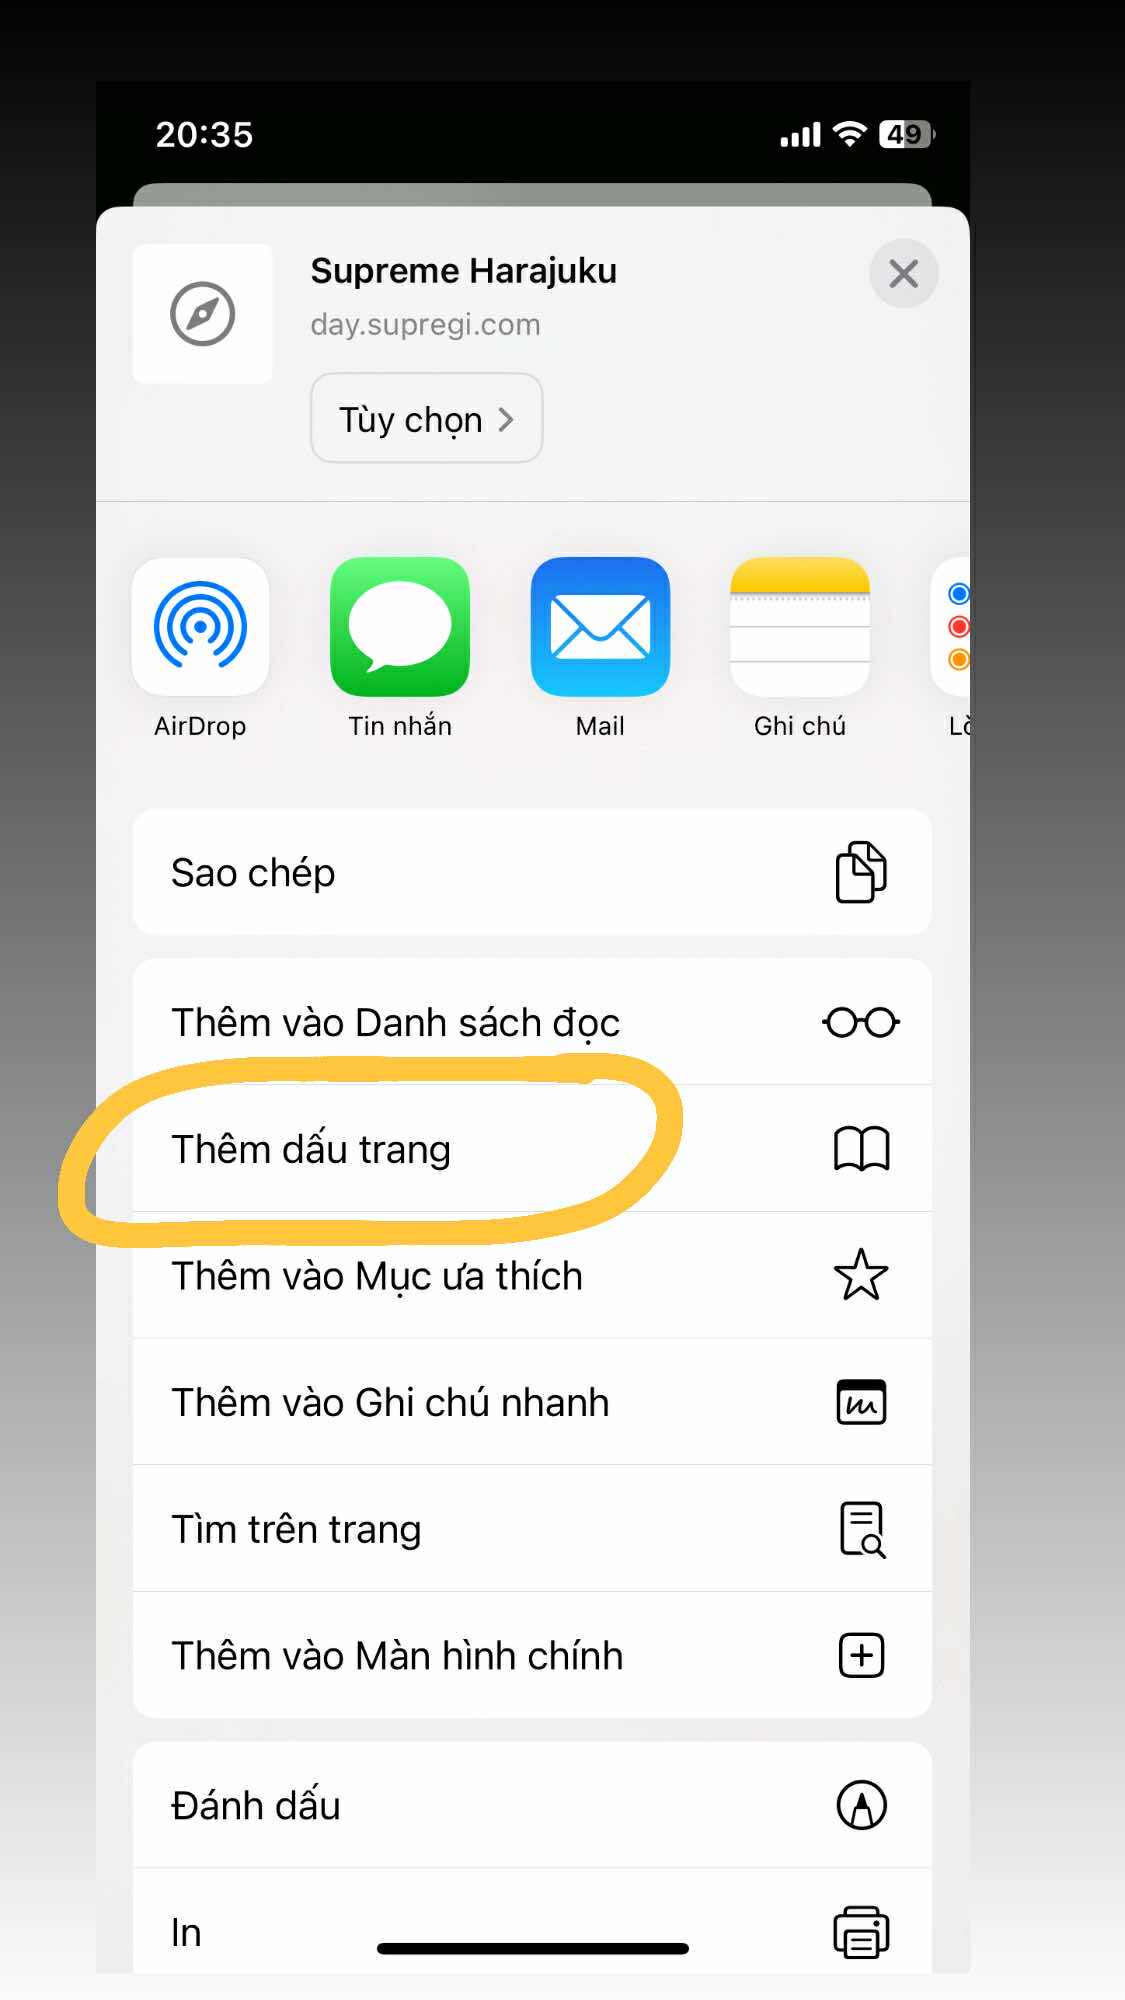 20:35
49
Supreme Harajuku
day.supregi.com
Tùy chọn
AirDrop
Tin nhắn
Mail
Ghi chú
Lờ
Sao chép
Thêm vào Danh sách đọc
Thêm dấu trang
Thêm vào Mục ưa thích
Thêm vào Ghi chú nhanh
Tìm trên trang
Thêm vào Màn hình chính
Đánh dấu
In